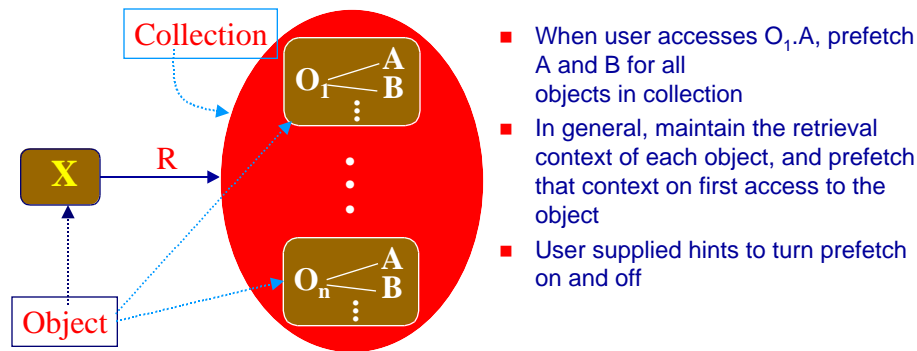 Collection
O₁ A
B
X
R
Oₙ A
B
Object
When user accesses O₁.A, prefetch
A and B for all
objects in collection
In general, maintain the retrieval
context of each object, and prefetch
that context on first access to the
object
User supplied hints to turn prefetch
on and off